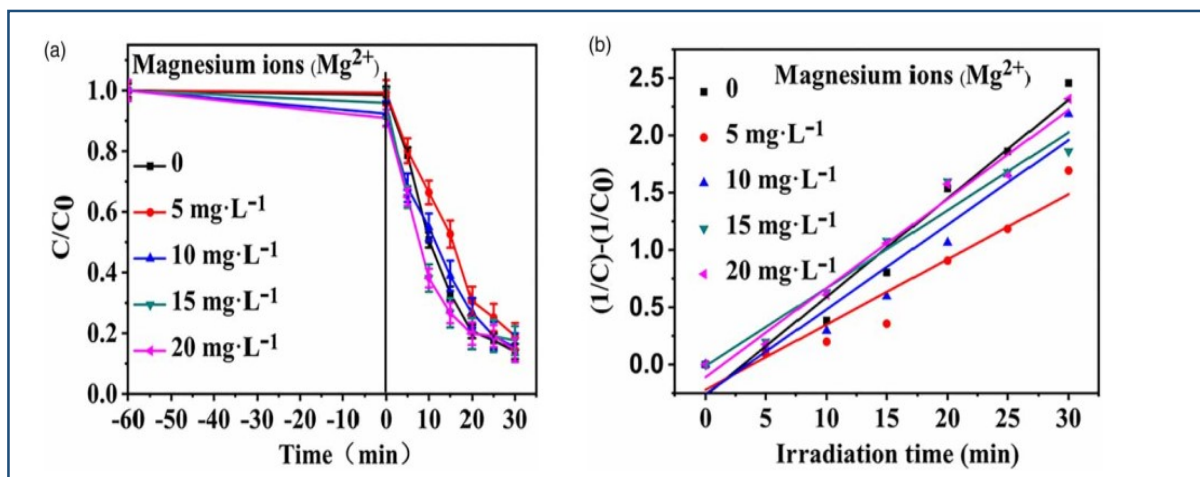 (a)
Magnesium ions (Mg²⁺)
C/C0
1.0
0.8
0.6
0.4
0.2
0.0
0
5 mg·L⁻¹
10 mg·L⁻¹
15 mg·L⁻¹
20 mg·L⁻¹
-60 -50 -40 -30 -20 -10 0 10 20 30
Time (min)
(b)
Magnesium ions (Mg²⁺)
(1/C)-(1/C0)
2.5
2.0
1.5
1.0
0.5
0.0
0
5 mg·L⁻¹
10 mg·L⁻¹
15 mg·L⁻¹
20 mg·L⁻¹
0 5 10 15 20 25 30
Irradiation time (min)